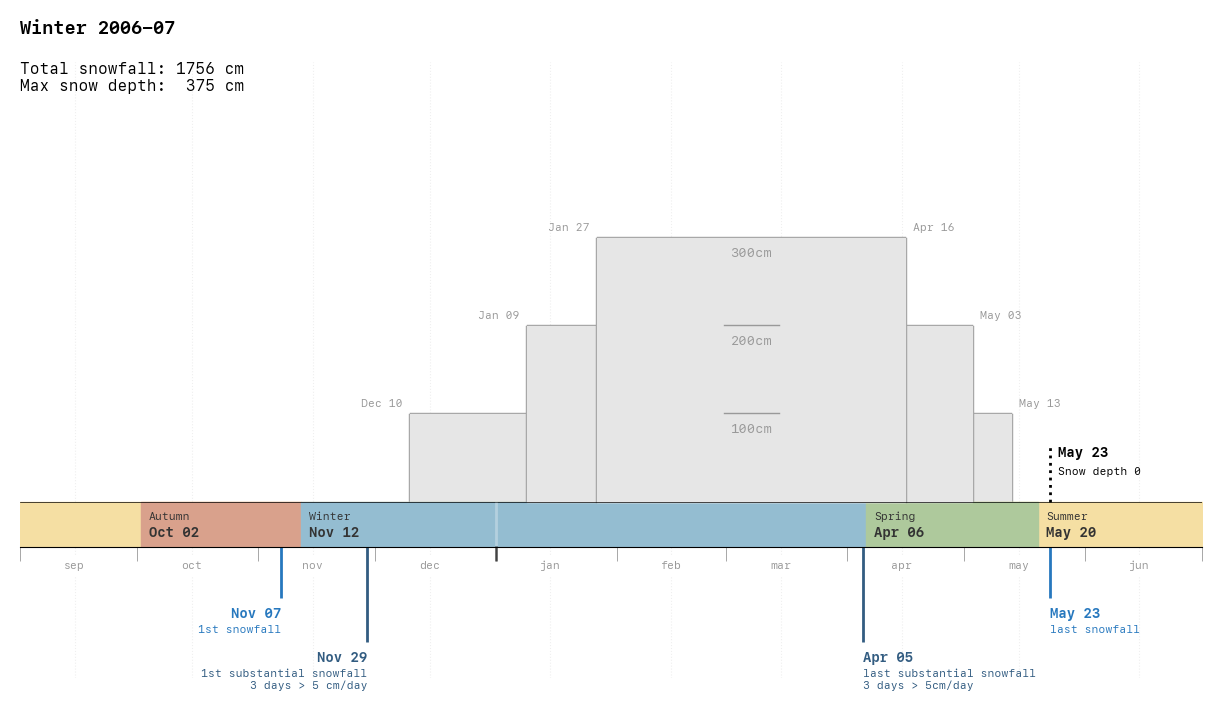 Winter 2006–07
Total snowfall: 1756 cm
Max snow depth:  375 cm
Jan 27
Apr 16
300cm
Jan 09
May 03
200cm
Dec 10
May 13
100cm
May 23
Snow depth 0
Autumn
Oct 02
Winter
Nov 12
Spring
Apr 06
Summer
May 20
sep oct nov dec jan feb mar apr may jun
Nov 07
1st snowfall
May 23
last snowfall
Nov 29
1st substantial snowfall
3 days > 5 cm/day
Apr 05
last substantial snowfall
3 days > 5cm/day